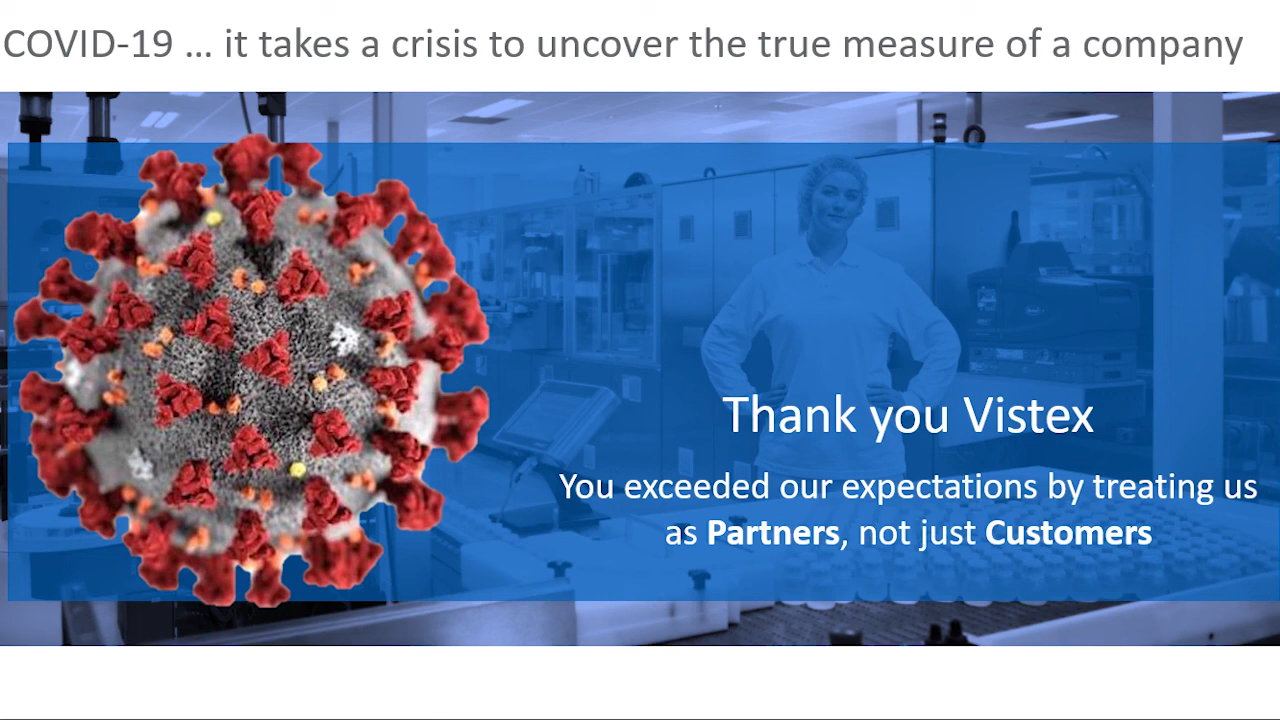 COVID-19 … it takes a crisis to uncover the true measure of a company
Thank you Vistex
You exceeded our expectations by treating us
as Partners, not just Customers